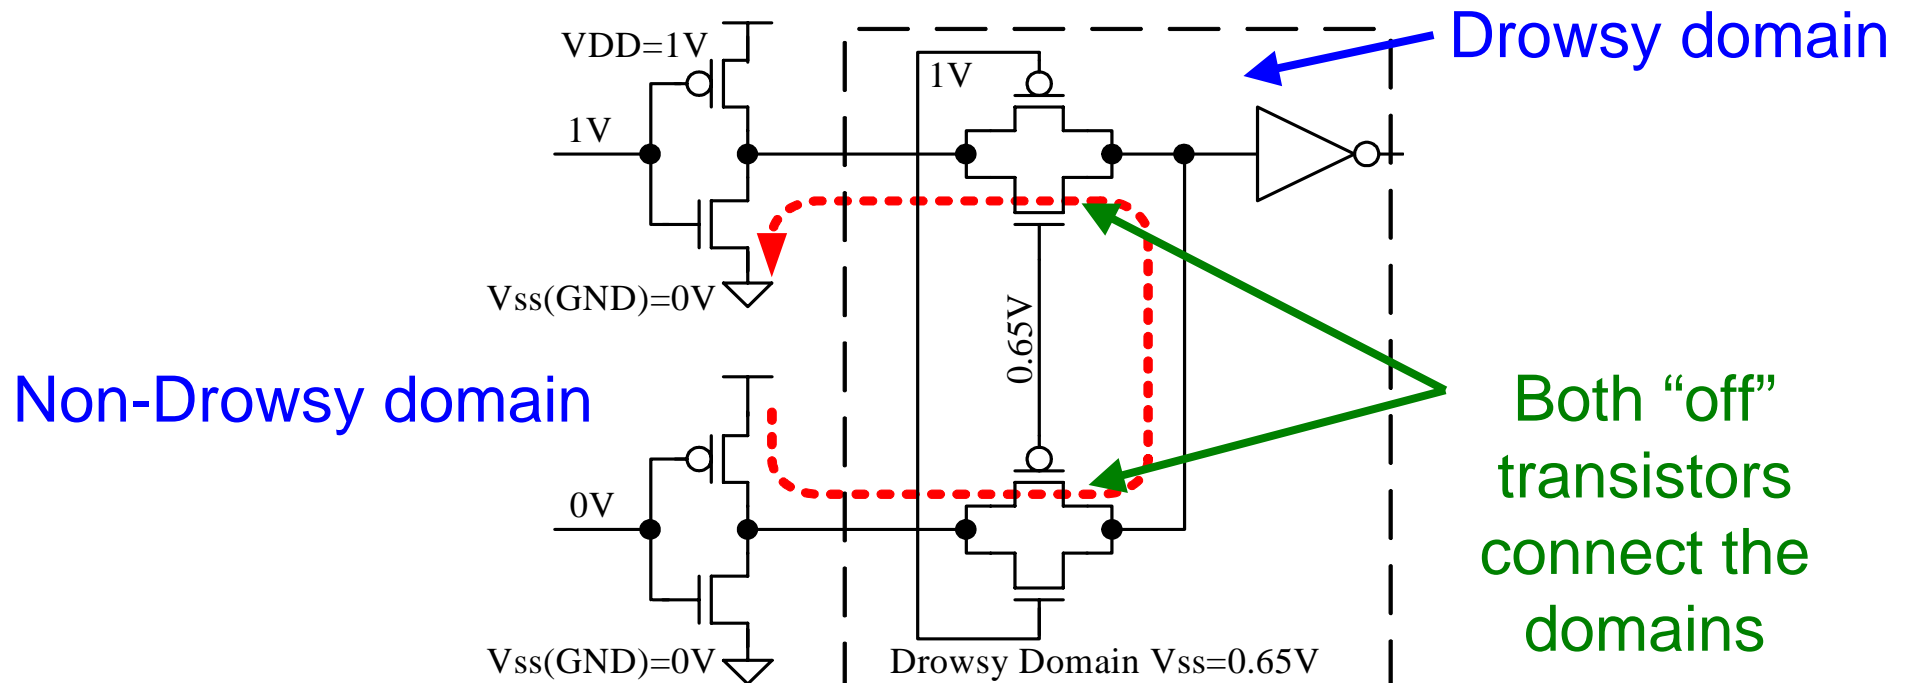 Drowsy domain
VDD=1V
1V
1V
Vss(GND)=0V
0.65V
Non-Drowsy domain
Both “off”
transistors
connect the
domains
0V
Vss(GND)=0V
Drowsy Domain Vss=0.65V